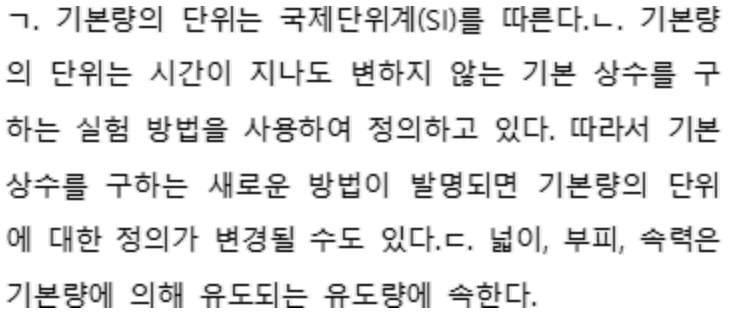 ㄱ. 기본량의 단위는 국제단위계(SI)를 따른다.ㄴ. 기본량
의 단위는 시간이 지나도 변하지 않는 기본 상수를 구
하는 실험 방법을 사용하여 정의하고 있다. 따라서 기본
상수를 구하는 새로운 방법이 발명되면 기본량의 단위
에 대한 정의가 변경될 수도 있다.ㄷ. 넓이, 부피, 속력은
기본량에 의해 유도되는 유도량에 속한다.